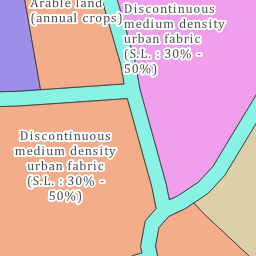 Arable land
(annual crops)
Discontinuous
medium density
urban fabric
(S.L. : 30% -
50%)
Discontinuous
medium density
urban fabric
(S.L. : 30% -
50%)